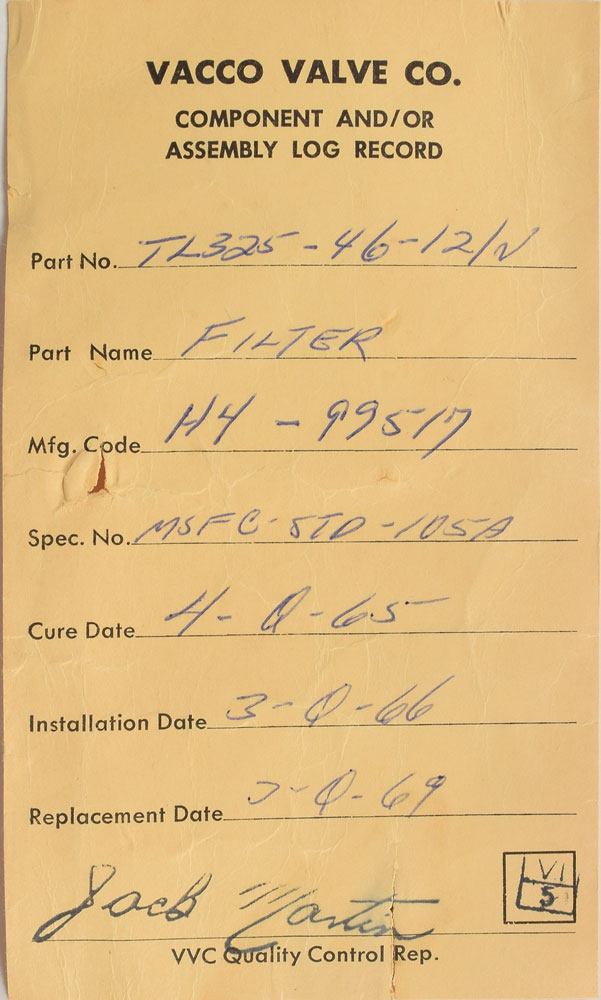 VACCO VALVE CO.
COMPONENT AND/OR
ASSEMBLY LOG RECORD
Part No. TL325-46-12/N
Part Name FILTER
Mfg. Code H4-99517
Spec. No. MSFC-STD-105A
Cure Date 4-Q-65
Installation Date 3-Q-66
Replacement Date -Q-69
Jack Martin
VI
5
VVC Quality Control Rep.